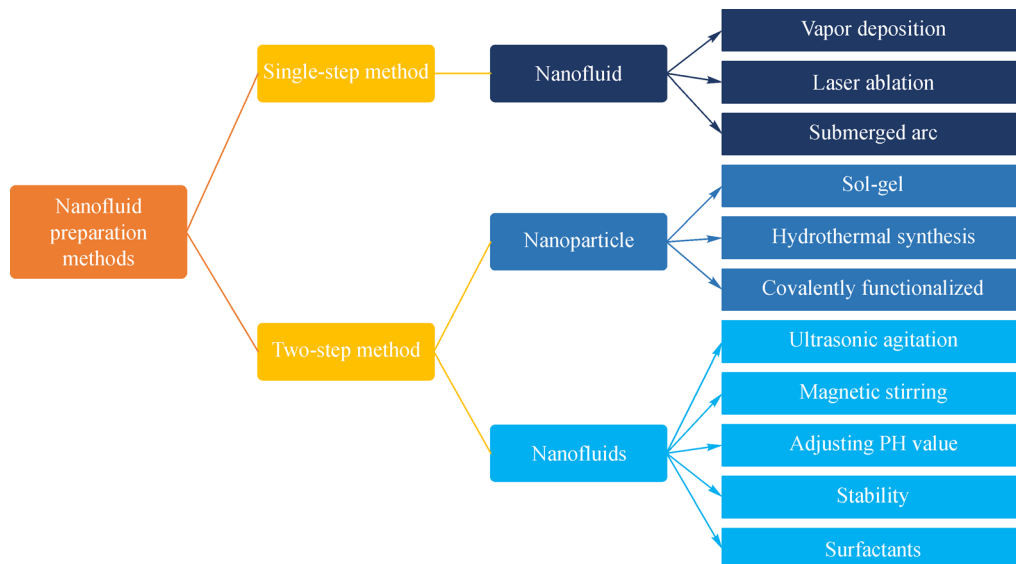 Nanofluid
preparation
methods
Single-step method
Two-step method
Nanofluid
Nanoparticle
Nanofluids
Vapor deposition
Laser ablation
Submerged arc
Sol-gel
Hydrothermal synthesis
Covalently functionalized
Ultrasonic agitation
Magnetic stirring
Adjusting PH value
Stability
Surfactants